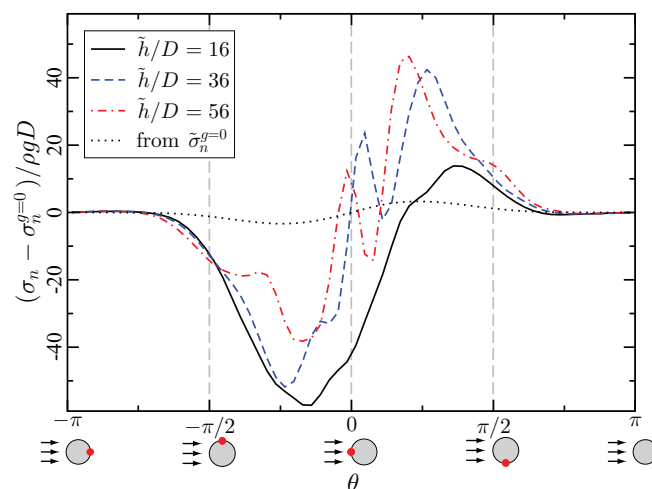 h̃/D = 16
h̃/D = 36
h̃/D = 56
from σ̃ₙ^{g=0}
(σₙ − σₙ^{g=0})/ρgD
40
20
0
−20
−40
−π
−π/2
0
π/2
π
θ